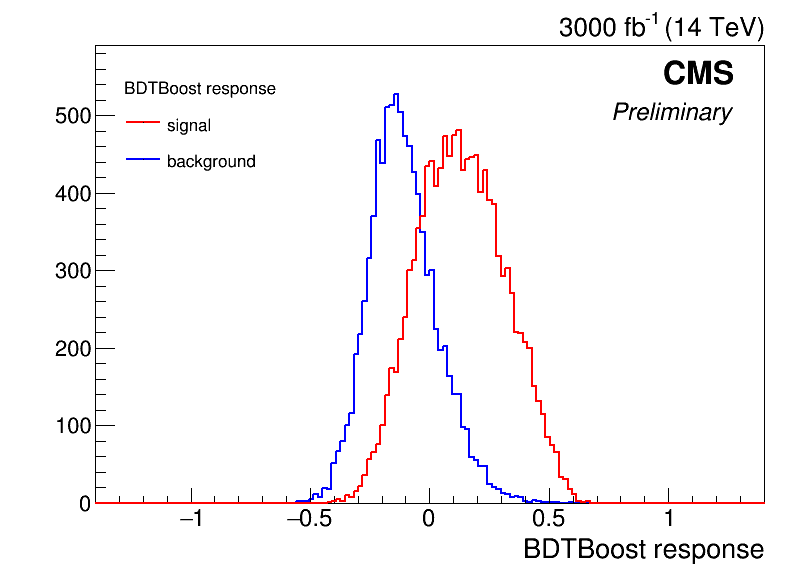 3000 fb⁻¹ (14 TeV)
CMS
Preliminary
BDTBoost response
signal
background
500
400
300
200
100
0
−1
−0.5
0
0.5
1
BDTBoost response